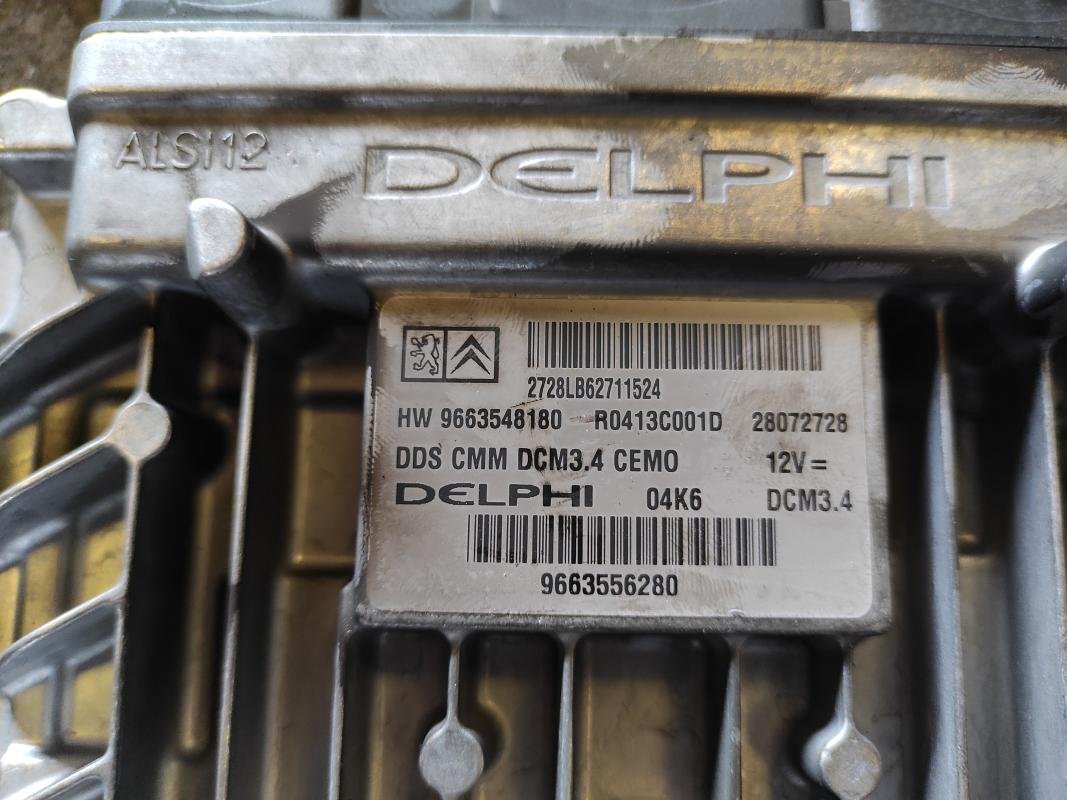 ALSI12
DELPHI
2728LB62711524
HW 9663548180 R0413C001D 28072728
DDS CMM DCM3.4 CEMO 12V =
DELPHI 04K6 DCM3.4
9663556280